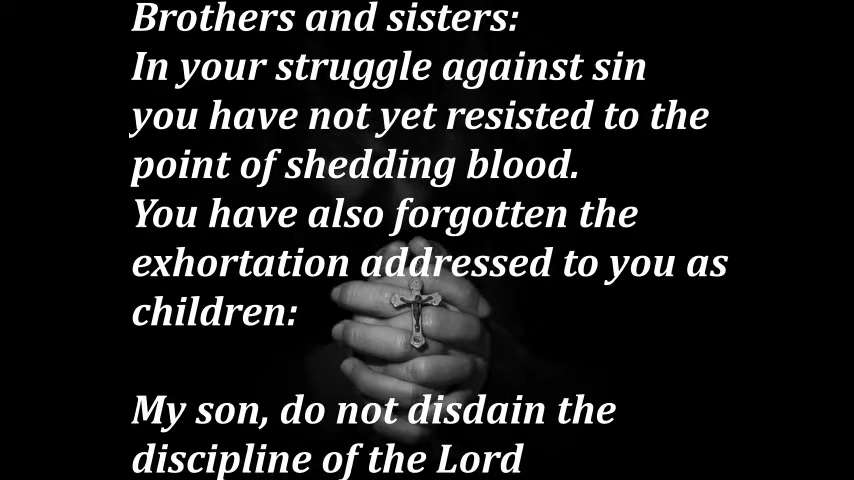 Brothers and sisters:
In your struggle against sin
you have not yet resisted to the
point of shedding blood.
You have also forgotten the
exhortation addressed to you as
children:
My son, do not disdain the
discipline of the Lord